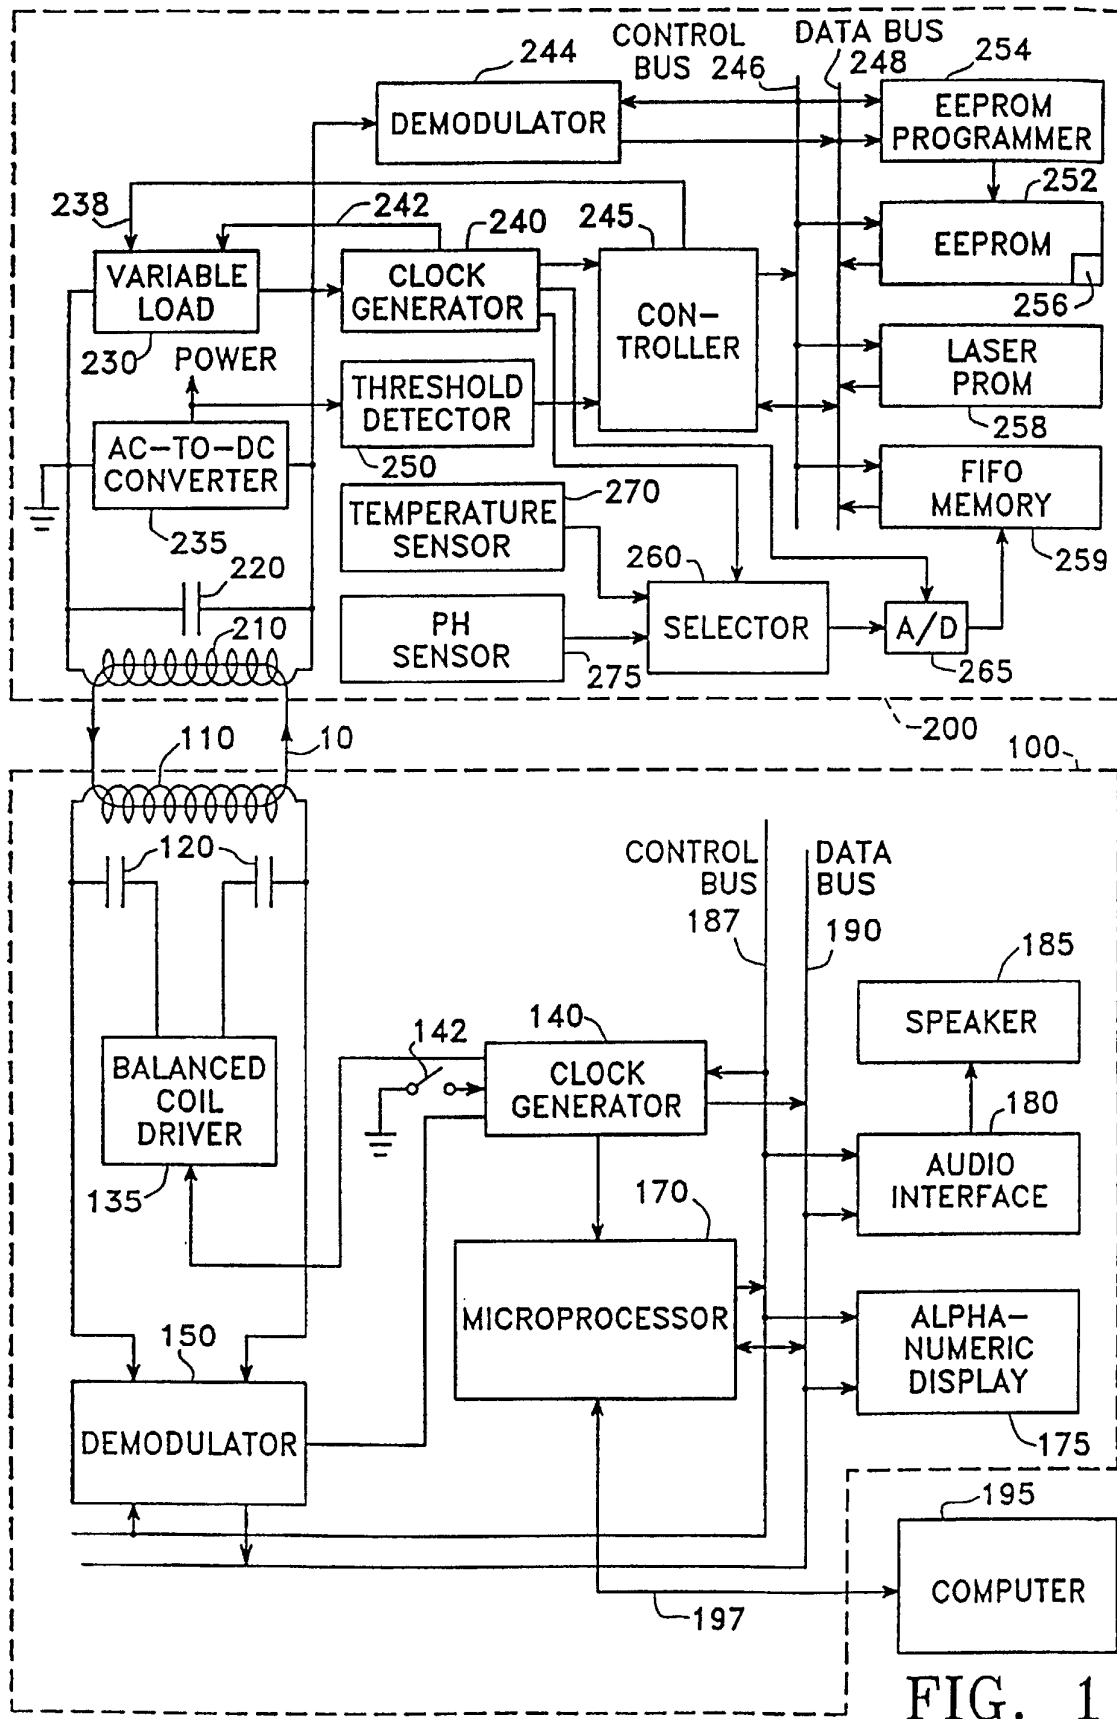 244
CONTROL
BUS 246
DATA BUS
248
254
DEMODULATOR
EEPROM
PROGRAMMER
238
242
240
245
252
VARIABLE
LOAD
CLOCK
GENERATOR
CON-
TROLLER
EEPROM
256
230
POWER
THRESHOLD
DETECTOR
LASER
PROM
AC-TO-DC
CONVERTER
250
258
235
270
TEMPERATURE
SENSOR
FIFO
MEMORY
259
220
260
210
PH
SENSOR
SELECTOR
A/D
275
265
200
110
10
100
120
CONTROL
BUS
DATA
BUS
187
190
185
SPEAKER
142
140
BALANCED
COIL
DRIVER
CLOCK
GENERATOR
180
135
AUDIO
INTERFACE
170
MICROPROCESSOR
ALPHA-
NUMERIC
DISPLAY
150
DEMODULATOR
175
195
COMPUTER
197
FIG. 1